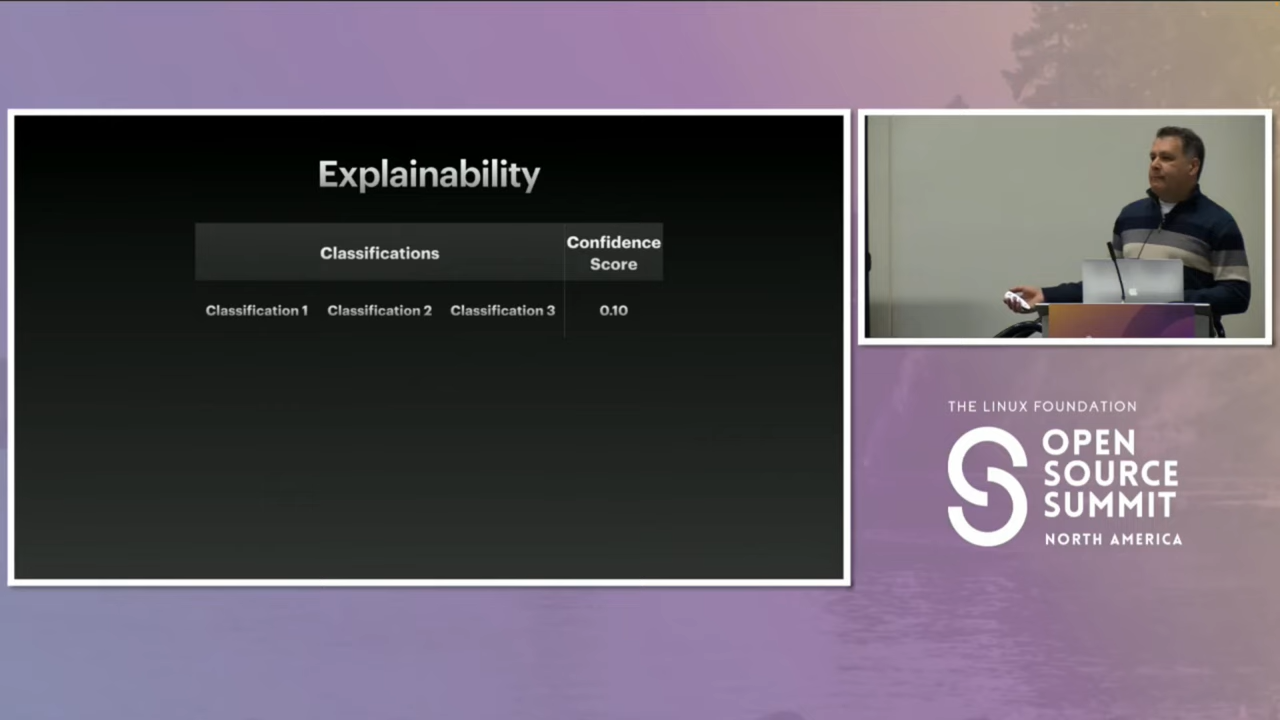 Explainability
Classifications
Confidence
Score
Classification 1
Classification 2
Classification 3
0.10
THE LINUX FOUNDATION
OPEN
SOURCE
SUMMIT
NORTH AMERICA